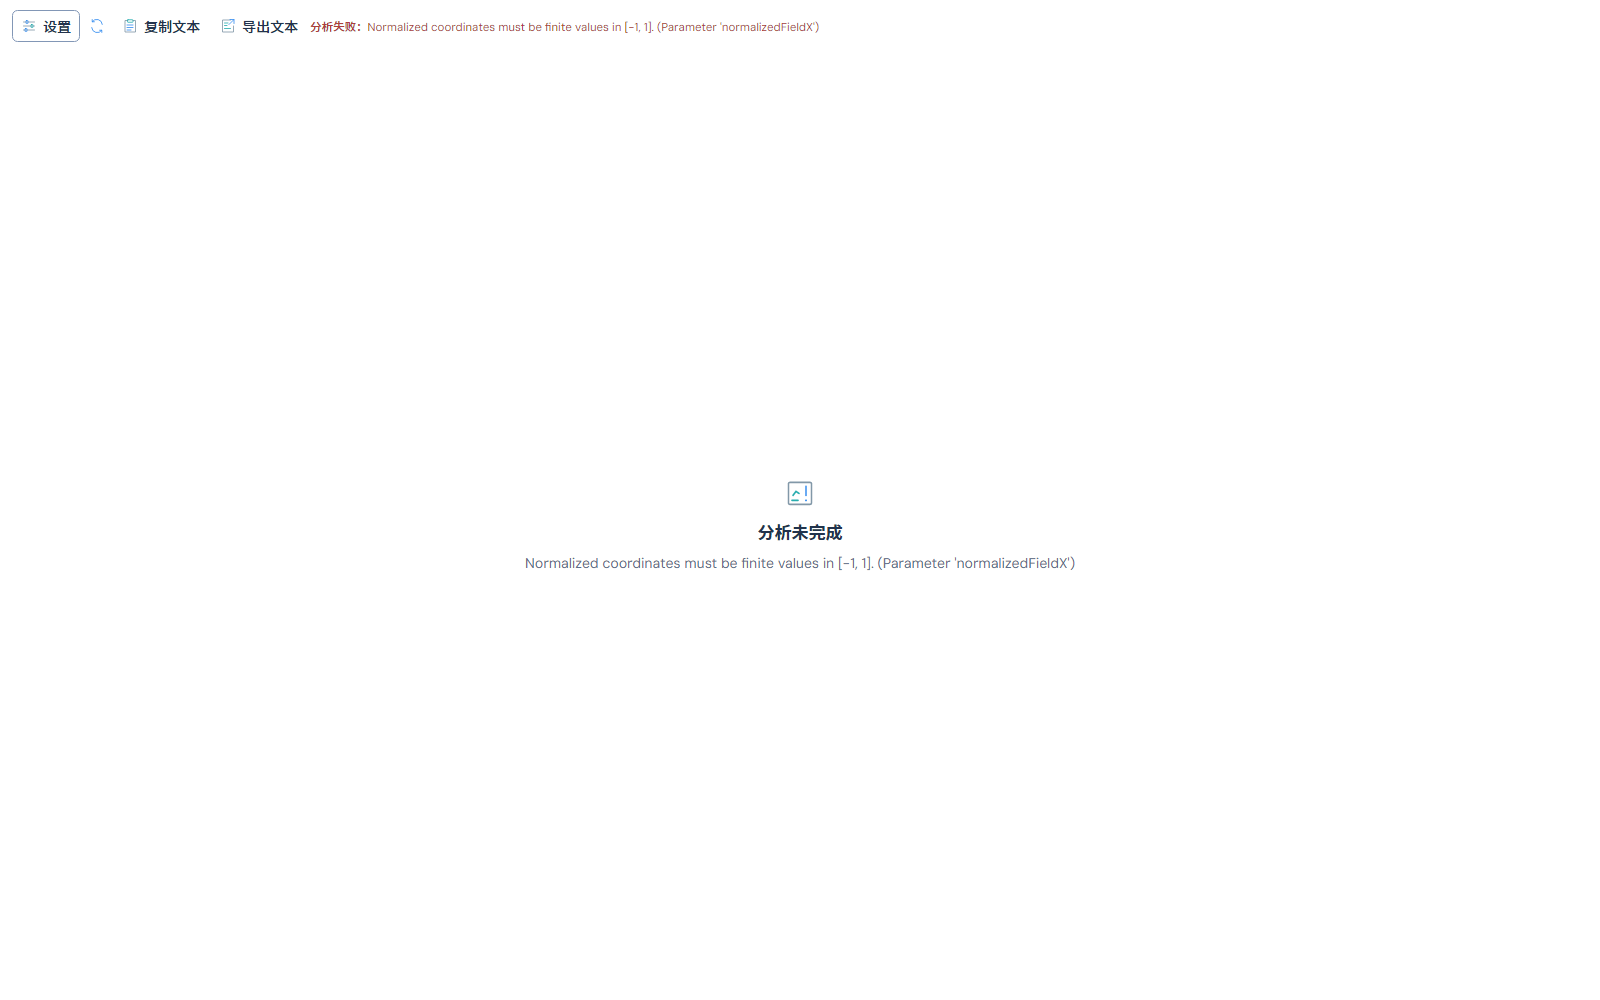 设置 复制文本 导出文本 分析失败: Normalized coordinates must be finite values in [-1, 1]. (Parameter 'normalizedFieldX')
分析未完成
Normalized coordinates must be finite values in [-1, 1]. (Parameter 'normalizedFieldX')